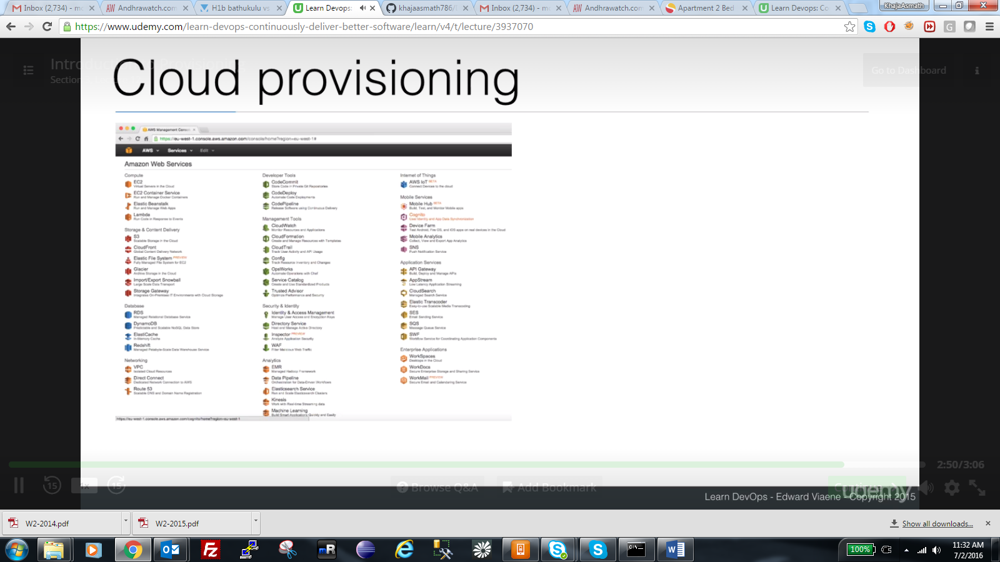 Inbox (2,734) - mo
Andhrawatch.com
H1b bathukulu vs
Learn Devops:
khajaasmath786/
Inbox (2,734) - mo
Andhrawatch.com
Apartment 2 Bed
Learn Devops: Co
KhajaAsmath
https://www.udemy.com/learn-devops-continuously-deliver-better-software/learn/v4/t/lecture/3937070
Section
Go to Dashboard
Cloud provisioning
AWS Management Conso
https://eu-west-1.console.aws.amazon.com/console/home?region=eu-west-1#
AWS Services Edit
Amazon Web Services
Compute
EC2
Virtual Servers in the Cloud
EC2 Container Service
Run and Manage Docker Containers
Elastic Beanstalk
Run and Manage Web Apps
Lambda
Run Code in Response to Events
Storage & Content Delivery
S3
Scalable Storage in the Cloud
CloudFront
Global Content Delivery Network
Elastic File System PREVIEW
Fully Managed File System for EC2
Glacier
Archive Storage in the Cloud
Import/Export Snowball
Large Scale Data Transport
Storage Gateway
Integrates On-Premises IT Environments with Cloud Storage
Database
RDS
Managed Relational Database Service
DynamoDB
Predictable and Scalable NoSQL Data Store
ElastiCache
In-Memory Cache
Redshift
Managed Petabyte-Scale Data Warehouse Service
Networking
VPC
Isolated Cloud Resources
Direct Connect
Dedicated Network Connection to AWS
Route 53
Scalable DNS and Domain Name Registration
Developer Tools
CodeCommit
Store Code in Private Git Repositories
CodeDeploy
Automate Code Deployments
CodePipeline
Release Software using Continuous Delivery
Management Tools
CloudWatch
Monitor Resources and Applications
CloudFormation
Create and Manage Resources with Templates
CloudTrail
Track User Activity and API Usage
Config
Track Resource Inventory and Changes
OpsWorks
Automate Operations with Chef
Service Catalog
Create and Use Standardized Products
Trusted Advisor
Optimize Performance and Security
Security & Identity
Identity & Access Management
Manage User Access and Encryption Keys
Directory Service
Host and Manage Active Directory
Inspector PREVIEW
Analyze Application Security
WAF
Filter Malicious Web Traffic
Analytics
EMR
Managed Hadoop Framework
Data Pipeline
Orchestration for Data-Driven Workflows
Elasticsearch Service
Run and Scale Elasticsearch Clusters
Kinesis
Work with Real-time Streaming data
Machine Learning
Build Smart Applications Quickly and Easily
Internet of Things
AWS IoT BETA
Connect Devices to the cloud
Mobile Services
Mobile Hub BETA
Build, Test, and Monitor Mobile apps
Cognito
User Identity and App Data Synchronization
Device Farm
Test Android, Fire OS, and iOS apps on real devices in the Cloud
Mobile Analytics
Collect, View and Export App Analytics
SNS
Push Notification Service
Application Services
API Gateway
Build, Deploy and Manage APIs
AppStream
Low Latency Application Streaming
CloudSearch
Managed Search Service
Elastic Transcoder
Easy-to-use Scalable Media Transcoding
SES
Email Sending Service
SQS
Message Queue Service
SWF
Workflow Service for Coordinating Application Components
Enterprise Applications
WorkSpaces
Desktops in the Cloud
WorkDocs
Secure Enterprise Storage and Sharing Service
WorkMail PREVIEW
Secure Email and Calendaring Service
https://eu-west-1.console.aws.amazon.com/cognito/home?region=eu-west-1
2:50/3:06
15
15
Browse Q&A
Add Bookmark
udemy
Learn DevOps - Edward Viaene - Copyright 2015
W2-2014.pdf
W2-2015.pdf
Show all downloads...
100%
11:32 AM
7/2/2016